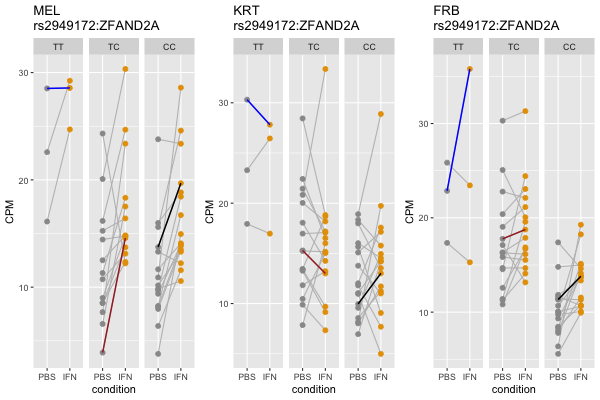 MEL
rs2949172:ZFAND2A
TT TC CC
CPM
30
20
10
PBS IFN PBS IFN PBS IFN
condition
KRT
rs2949172:ZFAND2A
TT TC CC
CPM
30
20
10
PBS IFN PBS IFN PBS IFN
condition
FRB
rs2949172:ZFAND2A
TT TC CC
CPM
30
20
10
PBS IFN PBS IFN PBS IFN
condition